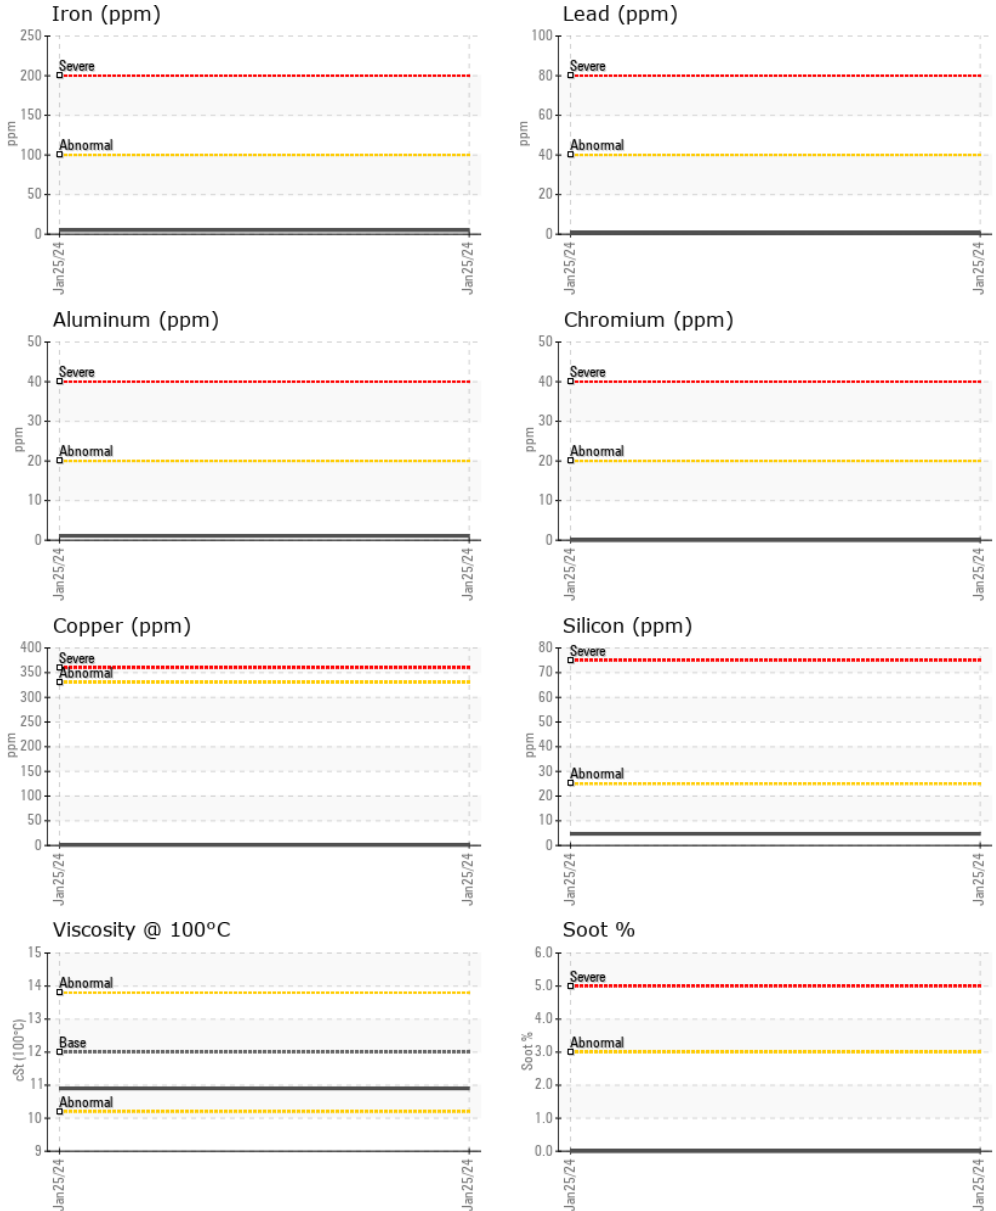 Iron (ppm)
250
200
150
100
50
0
ppm
Severe
Abnormal
Jan25/24
Jan25/24
Lead (ppm)
100
80
60
40
20
0
ppm
Severe
Abnormal
Jan25/24
Jan25/24
Aluminum (ppm)
50
40
30
20
10
0
ppm
Severe
Abnormal
Jan25/24
Jan25/24
Chromium (ppm)
50
40
30
20
10
0
ppm
Severe
Abnormal
Jan25/24
Jan25/24
Copper (ppm)
400
350
300
250
200
150
100
50
0
ppm
Severe
Abnormal
Jan25/24
Jan25/24
Silicon (ppm)
80
70
60
50
40
30
20
10
0
ppm
Severe
Abnormal
Jan25/24
Jan25/24
Viscosity @ 100°C
15
14
13
12
11
10
9
cSt (100°C)
Abnormal
Base
Abnormal
Jan25/24
Jan25/24
Soot %
6.0
5.0
4.0
3.0
2.0
1.0
0.0
Soot %
Severe
Abnormal
Jan25/24
Jan25/24